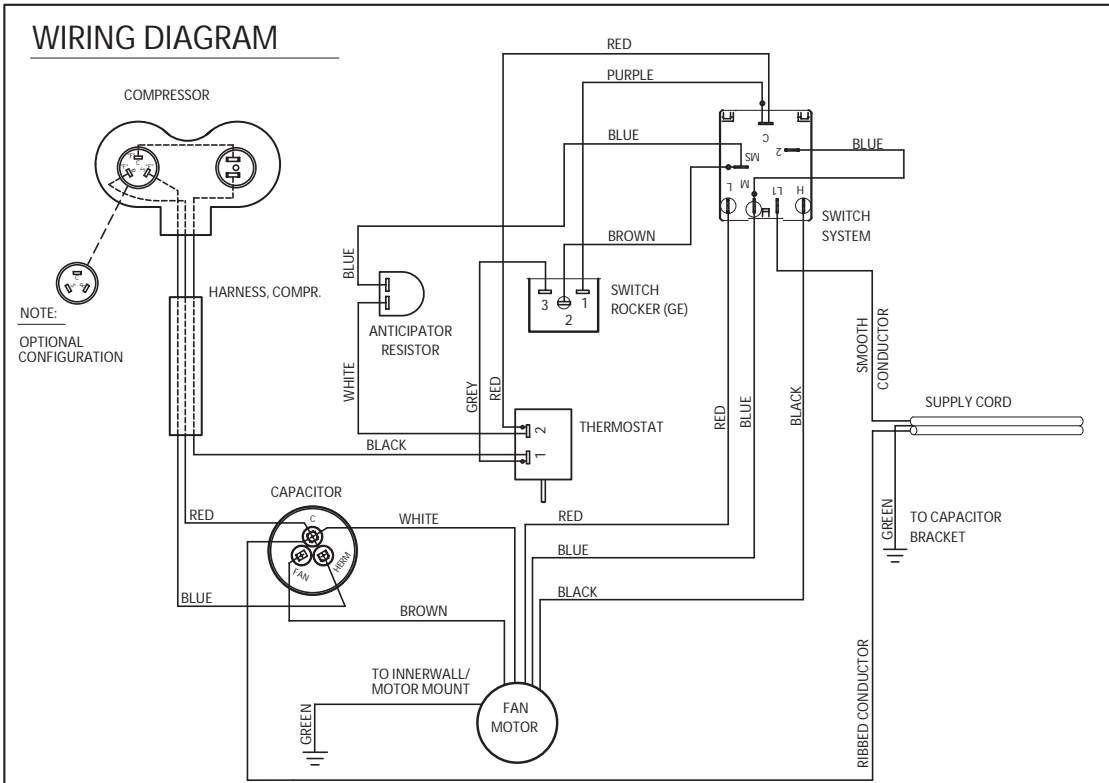 WIRING DIAGRAM
COMPRESSOR
NOTE:
OPTIONAL
CONFIGURATION
HARNESS, COMPR.
RED
PURPLE
BLUE
C
MS
2
BLUE
L
M
L1
H
SWITCH
SYSTEM
BROWN
BLUE
ANTICIPATOR
RESISTOR
3
2
1
SWITCH
ROCKER (GE)
WHITE
GREY
RED
2
1
THERMOSTAT
BLACK
RED
BLUE
BLACK
SMOOTH
CONDUCTOR
SUPPLY CORD
GREEN
TO CAPACITOR
BRACKET
CAPACITOR
C
FAN
HERM
RED
WHITE
RED
BLUE
BLACK
BLUE
BROWN
TO INNERWALL/
MOTOR MOUNT
GREEN
FAN
MOTOR
RIBBED CONDUCTOR